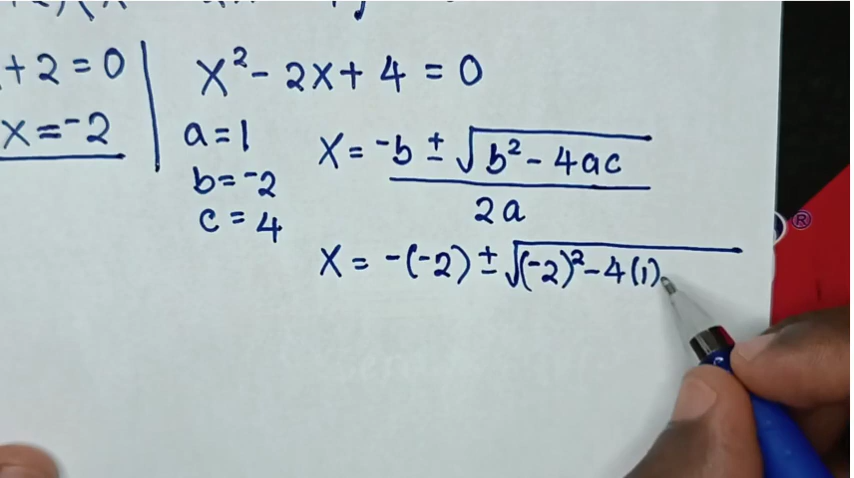 +2=0
x=-2
x²-2x+4=0
a=1
b=-2
c=4
x=-b±√b²-4ac
2a
x=-(-2)±√(-2)²-4(1)
®